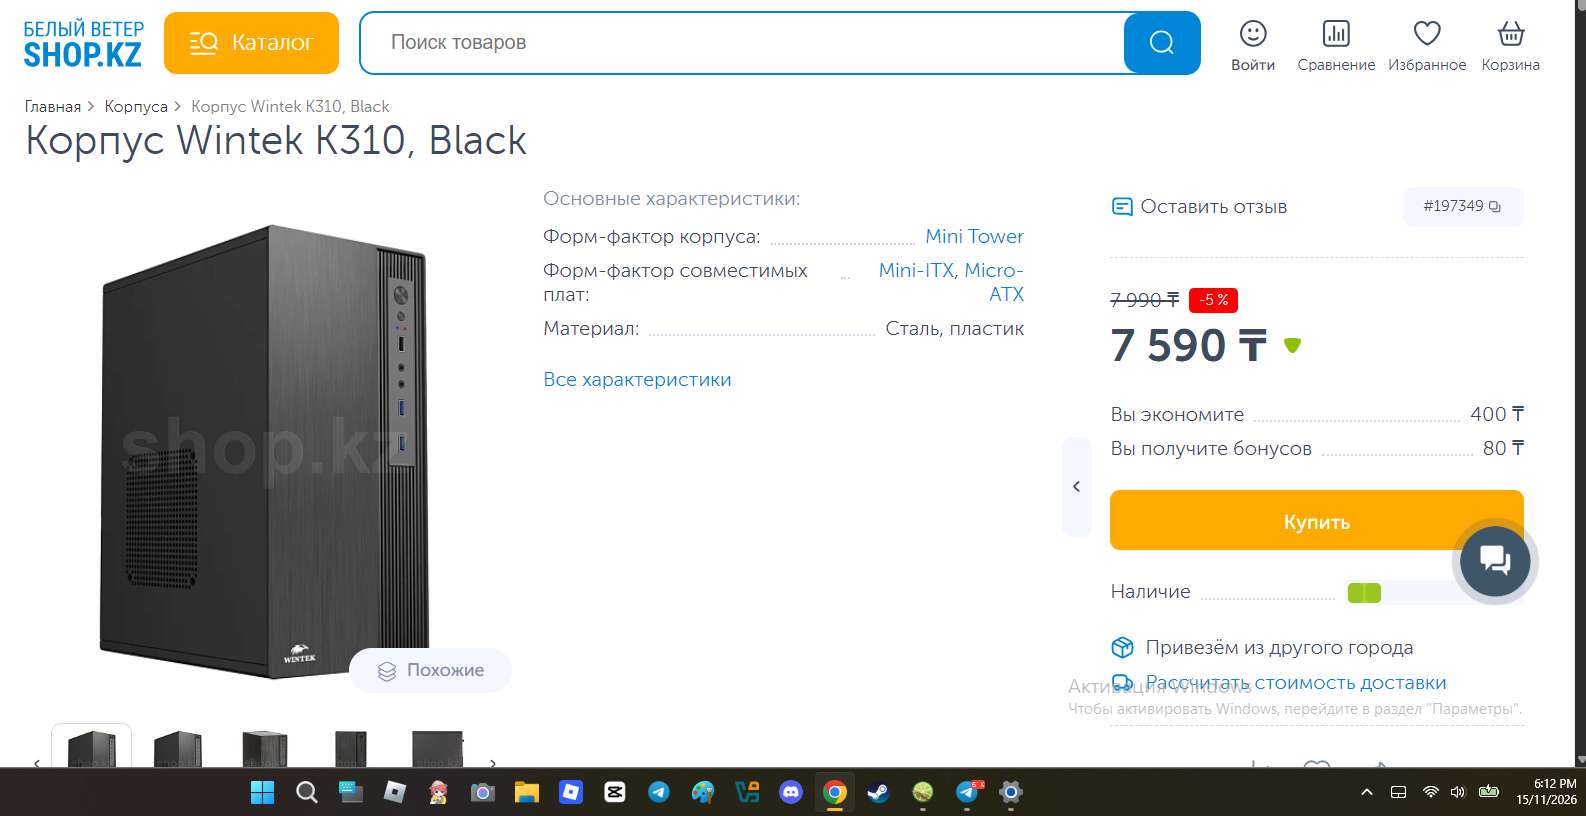 БЕЛЫЙ ВЕТЕР
SHOP.KZ
Каталог
Поиск товаров
Войти
Сравнение
Избранное
Корзина
Главная > Корпуса > Корпус Wintek K310, Black
Корпус Wintek K310, Black
Основные характеристики:
Форм-фактор корпуса: Mini Tower
Форм-фактор совместимых плат: Mini-ITX, Micro-ATX
Материал: Сталь, пластик
Все характеристики
shop.kz
WINTEK
Похожие
Оставить отзыв
#197349
7 990 ₸ -5 %
7 590 ₸
Вы экономите 400 ₸
Вы получите бонусов 80 ₸
Купить
Наличие
Привезём из другого города
Рассчитать стоимость доставки
Активация Windows
Чтобы активировать Windows, перейдите в раздел "Параметры".
6:12 PM
15/11/2026